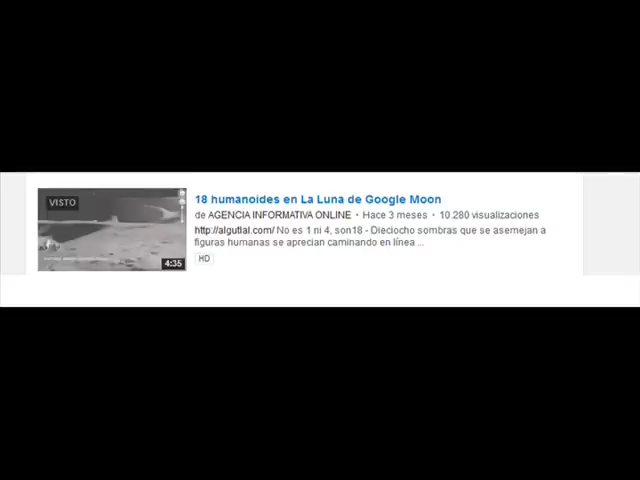 VISTO
18 humanoides en La Luna de Google Moon
de AGENCIA INFORMATIVA ONLINE · Hace 3 meses · 10.280 visualizaciones
http://algutlal.com/ No es 1 ni 4, son18 - Dieciocho sombras que se asemejan a
figuras humanas se aprecian caminando en línea ...
4:35
HD